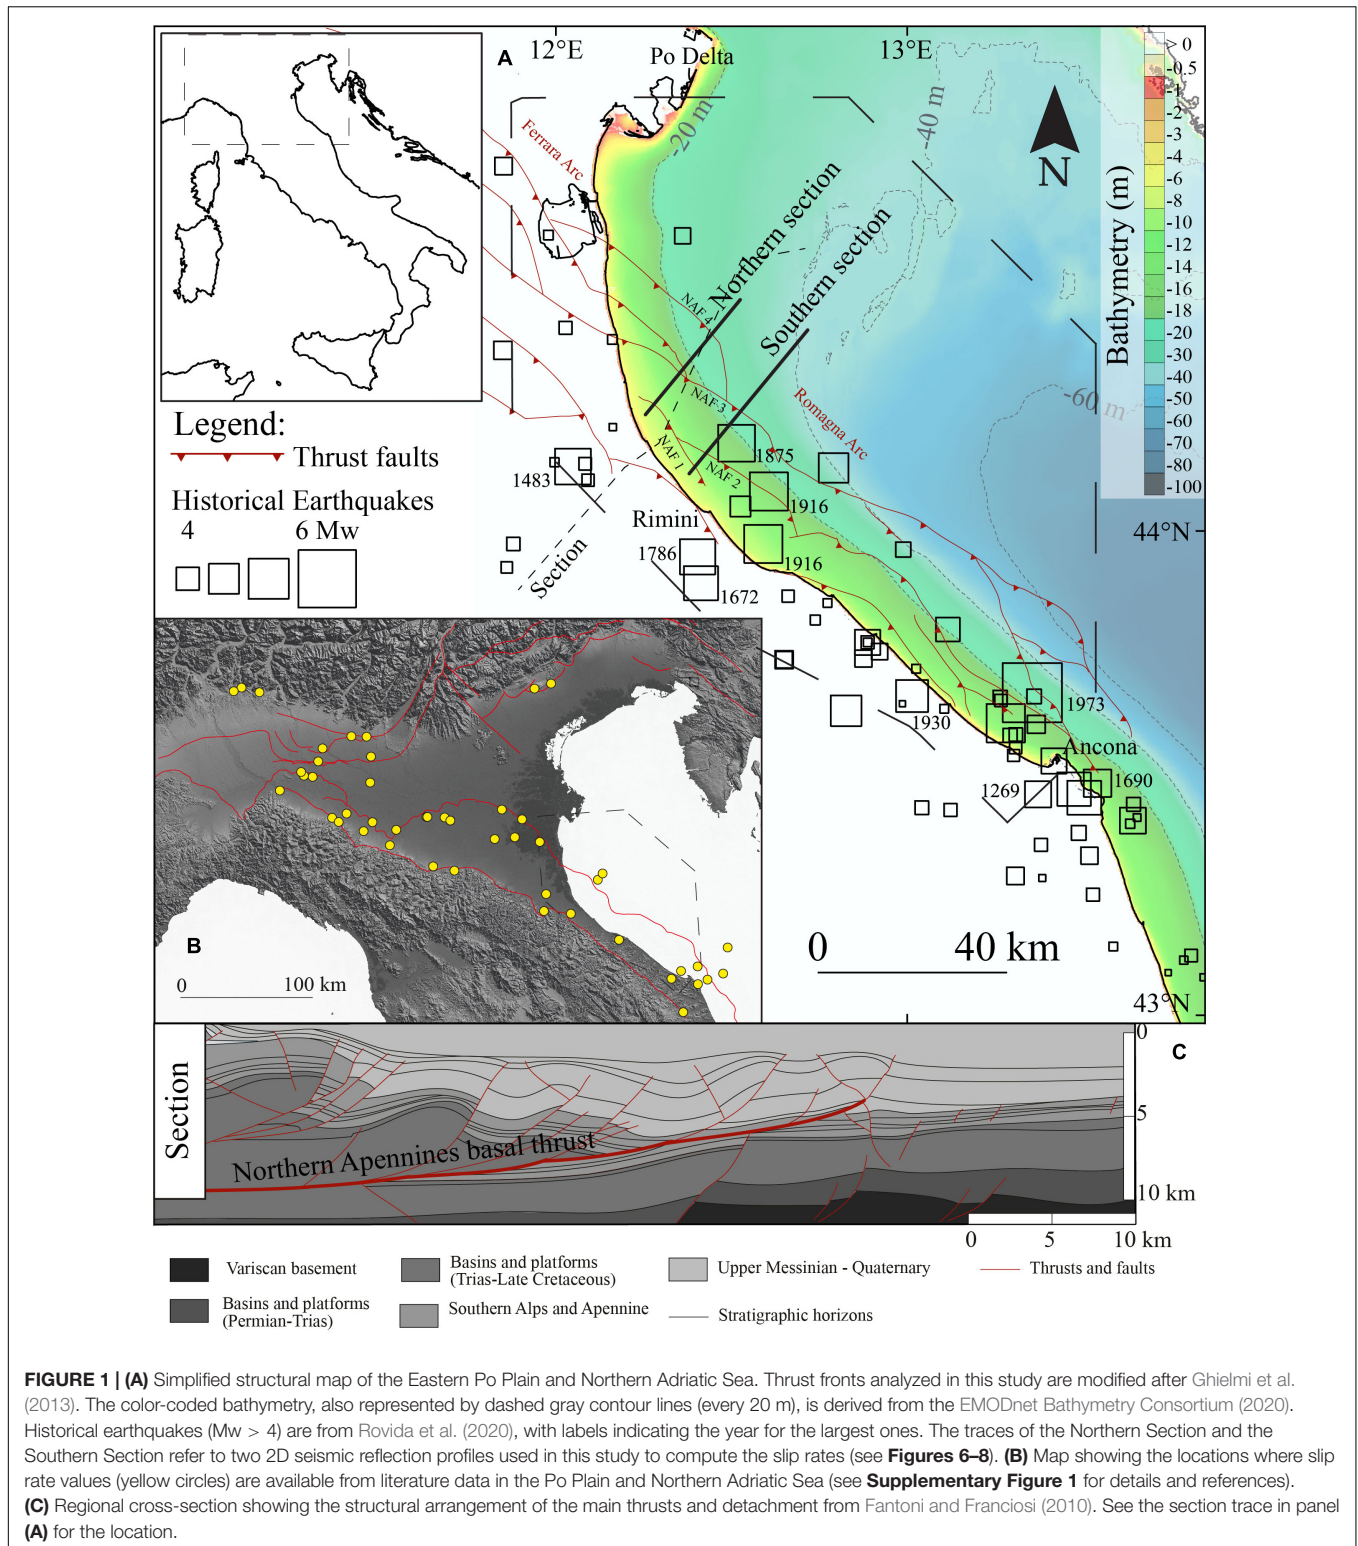 A
12°E
Po Delta
13°E
> 0
-0.5
-1
-2
-3
-4
-6
-8
-10
-12
-14
-16
-18
-20
-30
-40
-50
-60
-70
-80
-100
Bathymetry (m)
N
-20 m
-40 m
-60 m
Ferrara Arc
Northern section
Southern section
NAF 4
NAF 3
Romagna Arc
NAF 1
NAF 2
Legend:
Thrust faults
Historical Earthquakes
4
6 Mw
1483
1875
1916
Rimini
1786
1916
1672
Section
44°N
1930
1973
Ancona
1269
1690
0
40 km
43°N
B
0
100 km
C
Section
Northern Apennines basal thrust
0
5
10 km
0
5
10 km
Variscan basement
Basins and platforms
(Trias-Late Cretaceous)
Upper Messinian - Quaternary
Thrusts and faults
Basins and platforms
(Permian-Trias)
Southern Alps and Apennine
Stratigraphic horizons
FIGURE 1 | (A) Simplified structural map of the Eastern Po Plain and Northern Adriatic Sea. Thrust fronts analyzed in this study are modified after Ghielmi et al.
(2013). The color-coded bathymetry, also represented by dashed gray contour lines (every 20 m), is derived from the EMODnet Bathymetry Consortium (2020).
Historical earthquakes (Mw > 4) are from Rovida et al. (2020), with labels indicating the year for the largest ones. The traces of the Northern Section and the
Southern Section refer to two 2D seismic reflection profiles used in this study to compute the slip rates (see Figures 6–8). (B) Map showing the locations where slip
rate values (yellow circles) are available from literature data in the Po Plain and Northern Adriatic Sea (see Supplementary Figure 1 for details and references).
(C) Regional cross-section showing the structural arrangement of the main thrusts and detachment from Fantoni and Franciosi (2010). See the section trace in panel
(A) for the location.